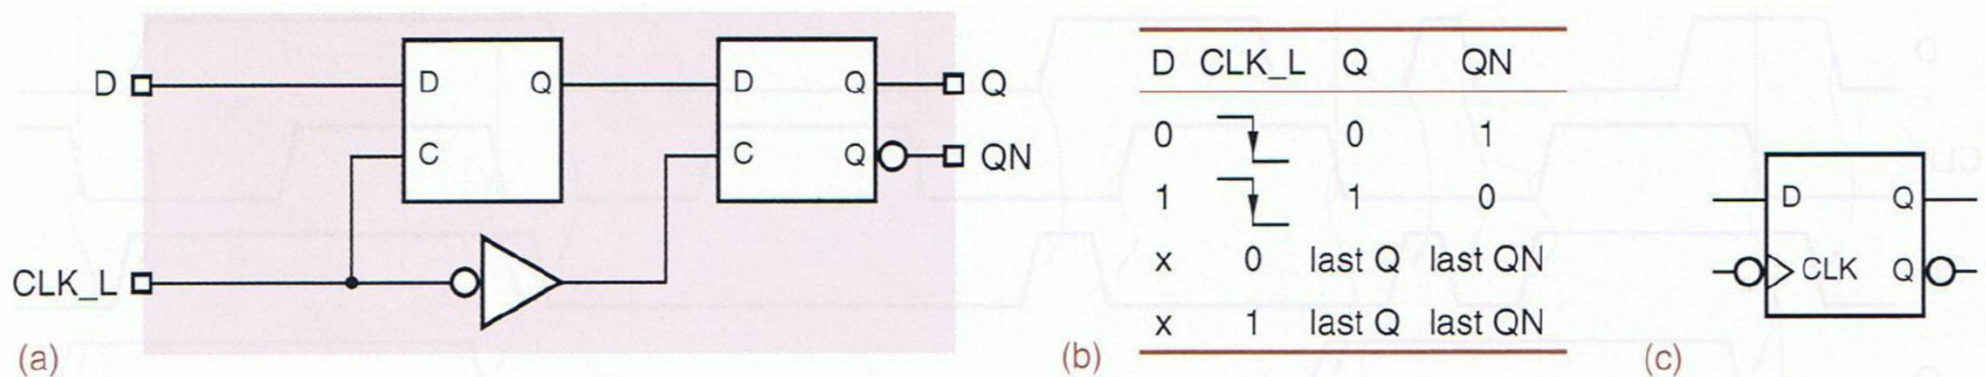 D
D Q
D Q
Q
C
C Q
QN
CLK_L
(a)
D CLK_L Q QN
0 0 1
1 1 0
x 0 last Q last QN
x 1 last Q last QN
(b)
D Q
CLK Q
(c)